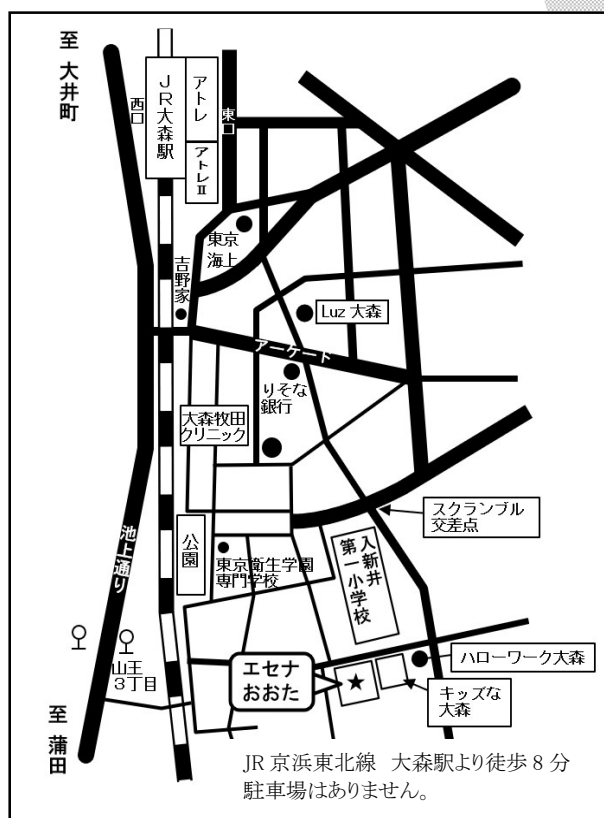 至 大井町
西口
JR大森駅
アトレ
アトレⅡ
東口
東京
海上
吉野家
Luz 大森
アーケード
りそな
銀行
大森牧田
クリニック
スクランブル
交差点
公園
東京衛生学園
専門学校
入新井
第一小学校
池上通り
山王
3丁目
エセナ
おおた
★
ハローワーク大森
キッズな
大森
至 蒲田
JR 京浜東北線 大森駅より徒歩 8 分
駐車場はありません。